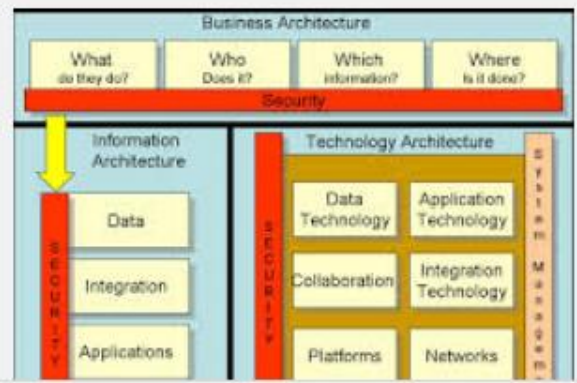 Business Architecture
What
do they do?
Who
Does it?
Which
information?
Where
Is it done?
Security
Information
Architecture
SECURITY
Data
Integration
Applications
Technology Architecture
SECURITY
Data
Technology
Application
Technology
Collaboration
Integration
Technology
Platforms
Networks
System Managem